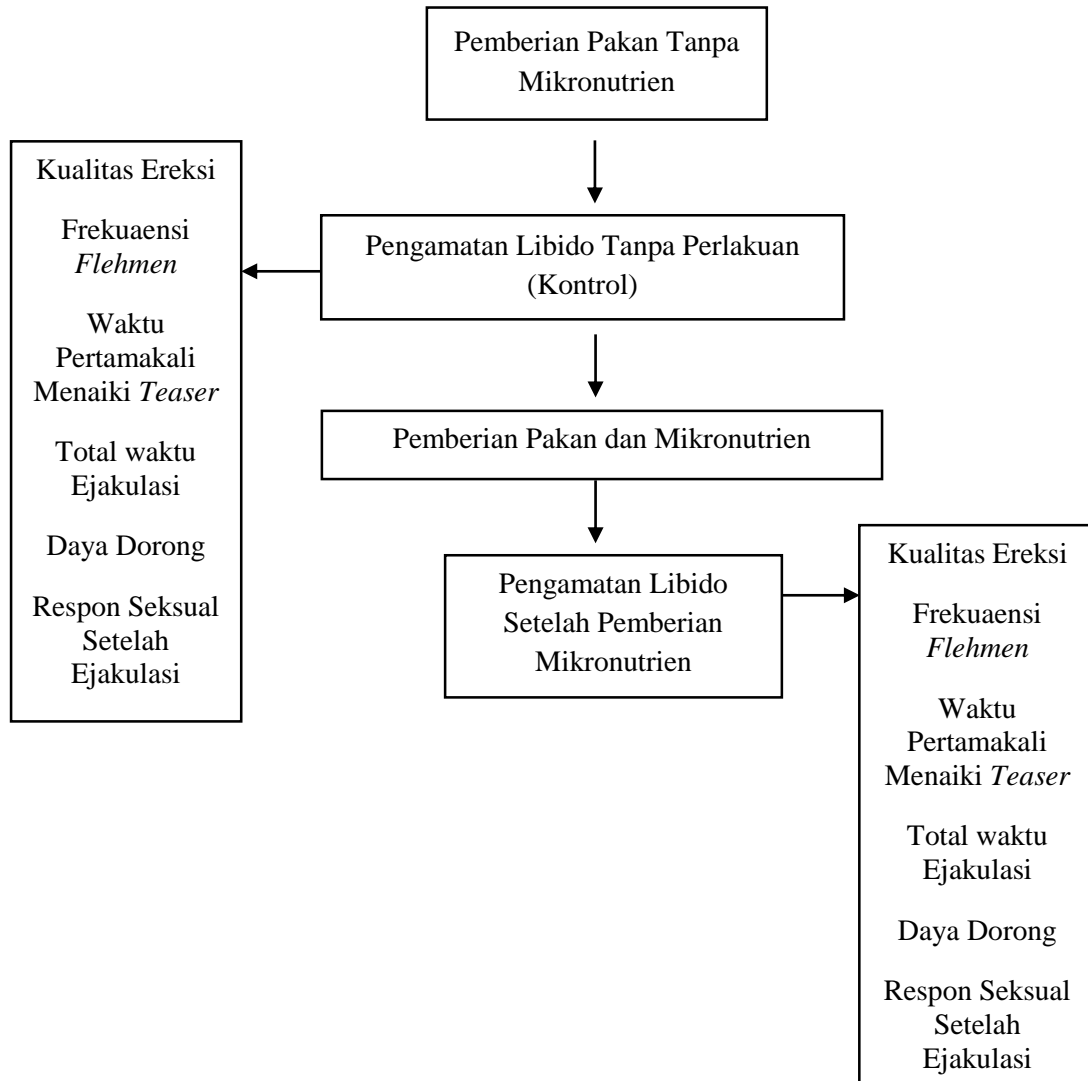 Pemberian Pakan Tanpa
Mikronutrien
Kualitas Ereksi
Frekuaensi
Flehmen
Waktu
Pertamakali
Menaiki Teaser
Total waktu
Ejakulasi
Daya Dorong
Respon Seksual
Setelah
Ejakulasi
Pengamatan Libido Tanpa Perlakuan
(Kontrol)
Pemberian Pakan dan Mikronutrien
Pengamatan Libido
Setelah Pemberian
Mikronutrien
Kualitas Ereksi
Frekuaensi
Flehmen
Waktu
Pertamakali
Menaiki Teaser
Total waktu
Ejakulasi
Daya Dorong
Respon Seksual
Setelah
Ejakulasi